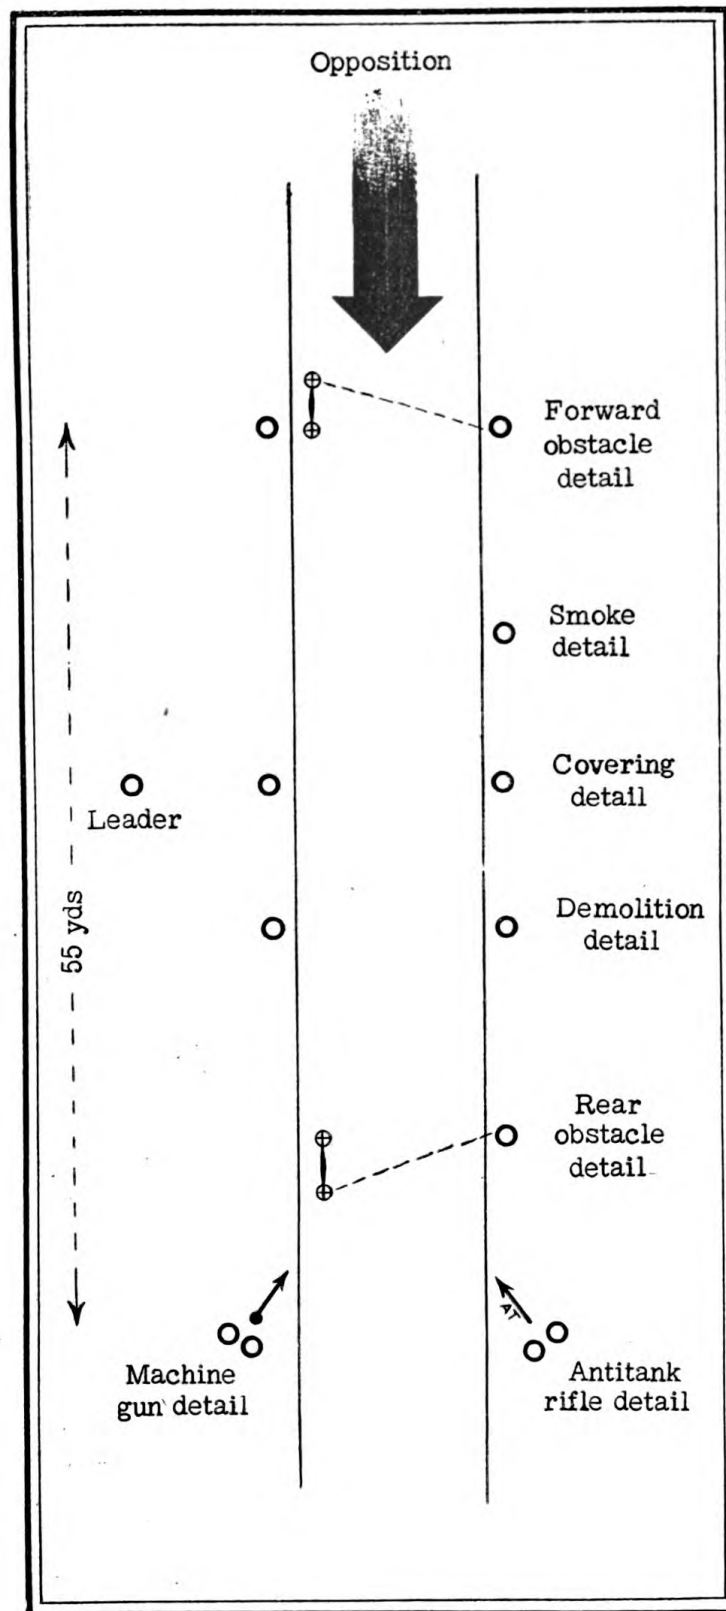 Opposition
Forward
obstacle
detail
Smoke
detail
Covering
detail
Leader
Demolition
detail
55 yds
Rear
obstacle
detail
AT
Machine
gun detail
Antitank
rifle detail